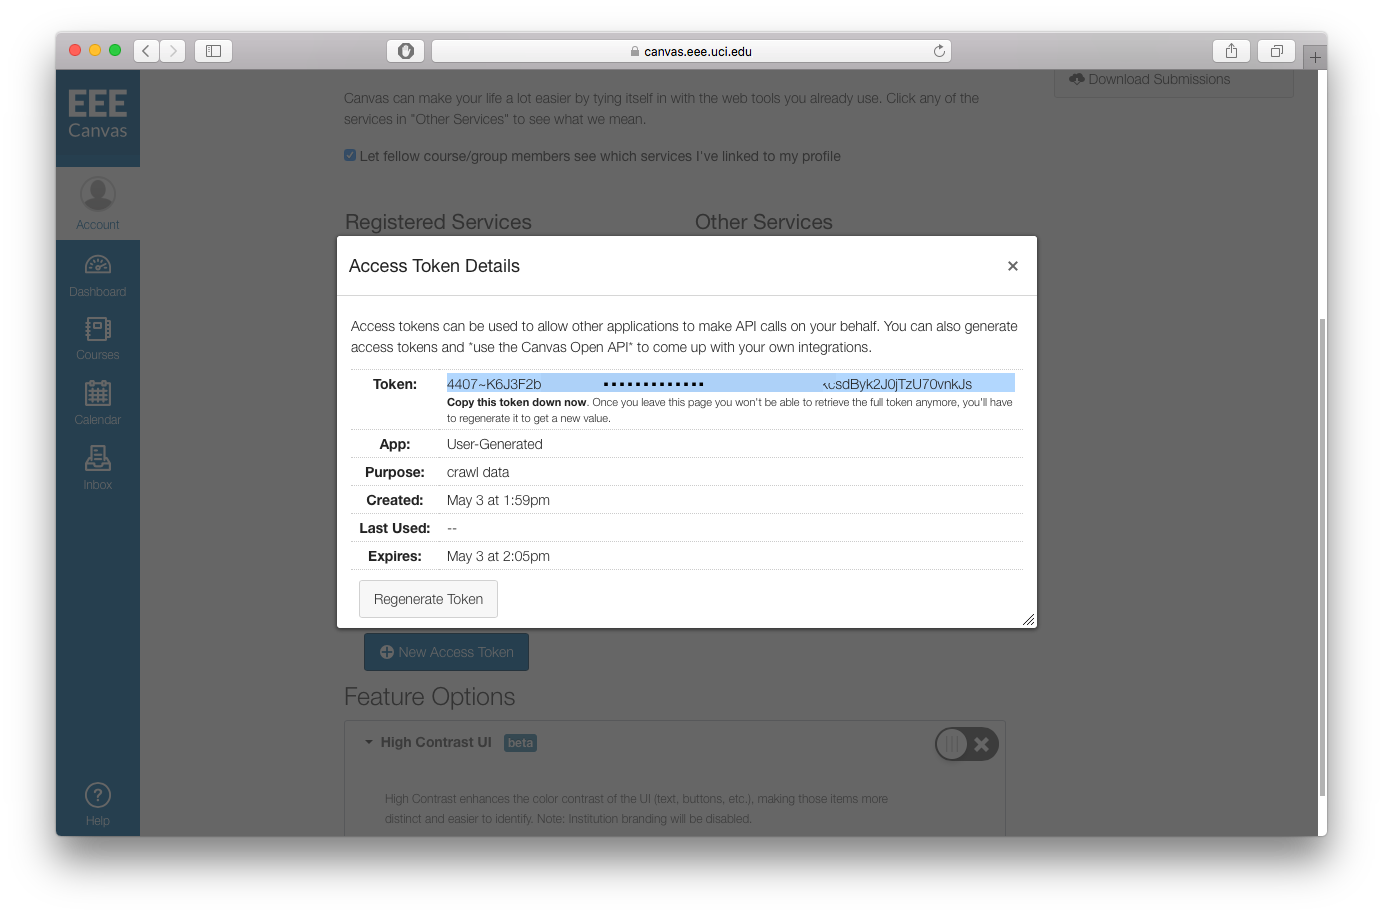 canvas.eee.uci.edu
EEE
Canvas
Account
Dashboard
Courses
Calendar
Inbox
Help
Download Submissions
Canvas can make your life a lot easier by tying itself in with the web tools you already use. Click any of the
services in "Other Services" to see what we mean.
Let fellow course/group members see which services I've linked to my profile
Registered Services
Other Services
Access Token Details
Access tokens can be used to allow other applications to make API calls on your behalf. You can also generate
access tokens and *use the Canvas Open API* to come up with your own integrations.
Token: 4407~K6J3F2b csdByk2J0jTzU70vnkJs
Copy this token down now. Once you leave this page you won't be able to retrieve the full token anymore, you'll have
to regenerate it to get a new value.
App: User-Generated
Purpose: crawl data
Created: May 3 at 1:59pm
Last Used: --
Expires: May 3 at 2:05pm
Regenerate Token
New Access Token
Feature Options
High Contrast UI beta
High Contrast enhances the color contrast of the UI (text, buttons, etc.), making those items more
distinct and easier to identify. Note: Institution branding will be disabled.